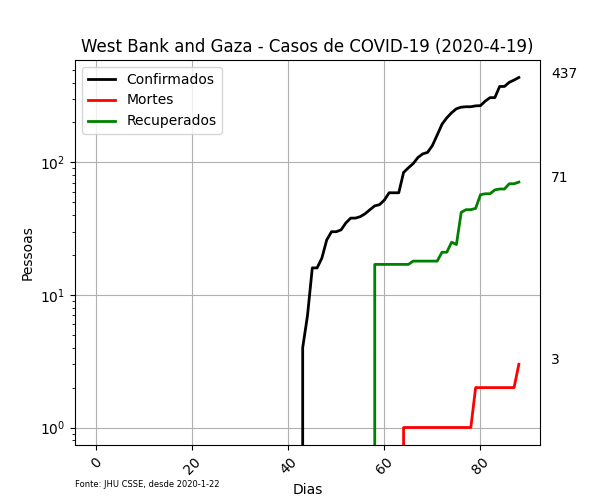 West Bank and Gaza - Casos de COVID-19 (2020-4-19)
Confirmados
Mortes
Recuperados
437
71
3
Pessoas
10²
10¹
10⁰
0
20
40
60
80
Fonte: JHU CSSE, desde 2020-1-22
Dias